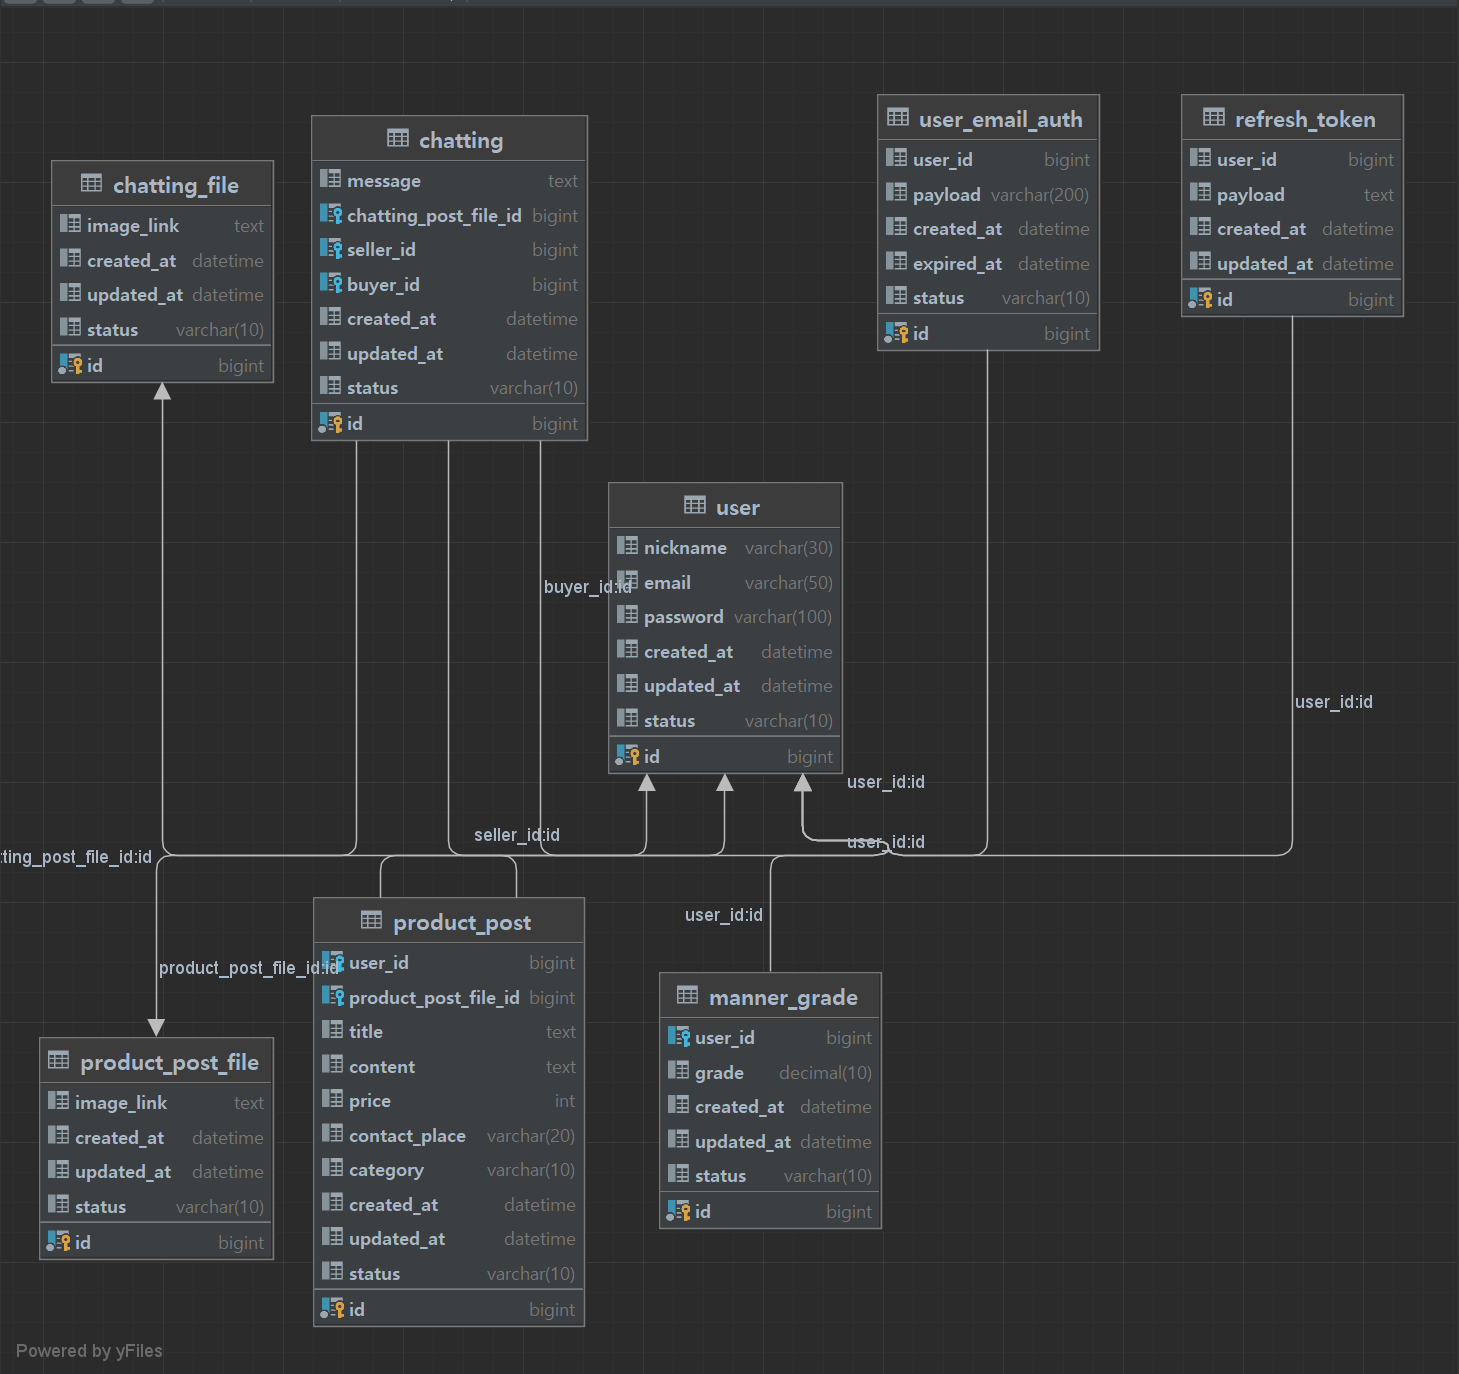 chatting_file
image_link text
created_at datetime
updated_at datetime
status varchar(10)
id bigint
chatting
message text
chatting_post_file_id bigint
seller_id bigint
buyer_id bigint
created_at datetime
updated_at datetime
status varchar(10)
id bigint
user_email_auth
user_id bigint
payload varchar(200)
created_at datetime
expired_at datetime
status varchar(10)
id bigint
refresh_token
user_id bigint
payload text
created_at datetime
updated_at datetime
id bigint
user
nickname varchar(30)
email varchar(50)
password varchar(100)
created_at datetime
updated_at datetime
status varchar(10)
id bigint
buyer_id:id
user_id:id
user_id:id
seller_id:id
user_id:id
ting_post_file_id:id
user_id:id
product_post_file_id:id
product_post_file
image_link text
created_at datetime
updated_at datetime
status varchar(10)
id bigint
product_post
user_id bigint
product_post_file_id bigint
title text
content text
price int
contact_place varchar(20)
category varchar(10)
created_at datetime
updated_at datetime
status varchar(10)
id bigint
manner_grade
user_id bigint
grade decimal(10)
created_at datetime
updated_at datetime
status varchar(10)
id bigint
Powered by yFiles